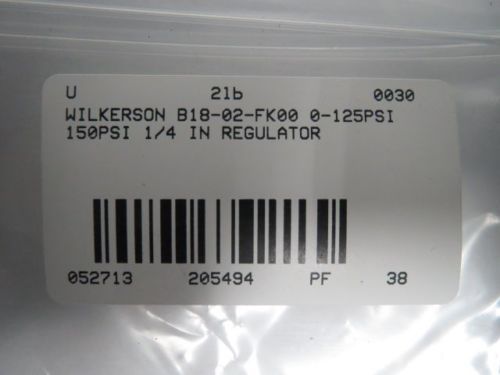 U 21b 0030
WILKERSON B18-02-FK00 0-125PSI
150PSI 1/4 IN REGULATOR
052713 205494 PF 38